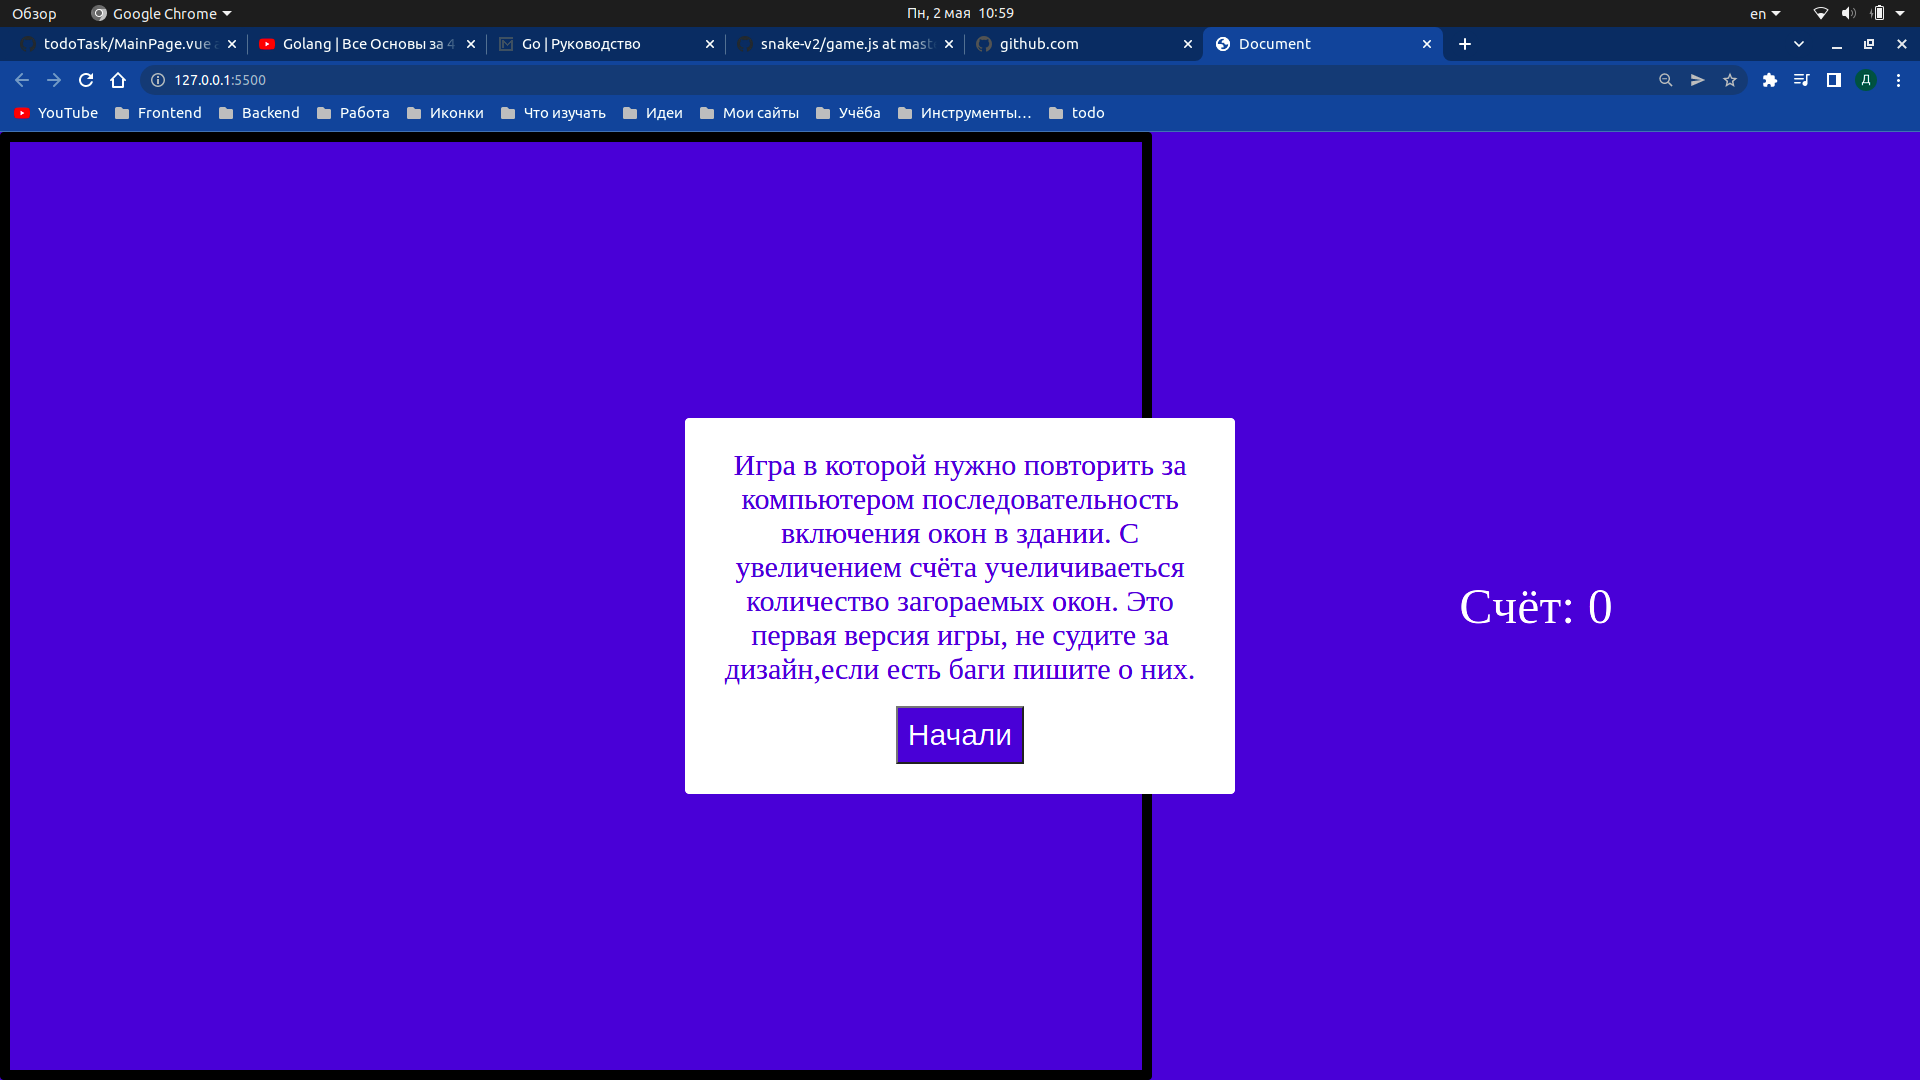 Обзор
Google Chrome
Пн, 2 мая 10:59
en
todoTask/MainPage.vue
Golang | Все Основы за 4
Go | Руководство
snake-v2/game.js at mast
github.com
Document
127.0.0.1:5500
Д
YouTube
Frontend
Backend
Работа
Иконки
Что изучать
Идеи
Мои сайты
Учёба
Инструменты…
todo
Игра в которой нужно повторить за
компьютером последовательность
включения окон в здании. С
увеличением счёта учеличиваеться
количество загораемых окон. Это
первая версия игры, не судите за
дизайн,если есть баги пишите о них.
Начали
Счёт: 0